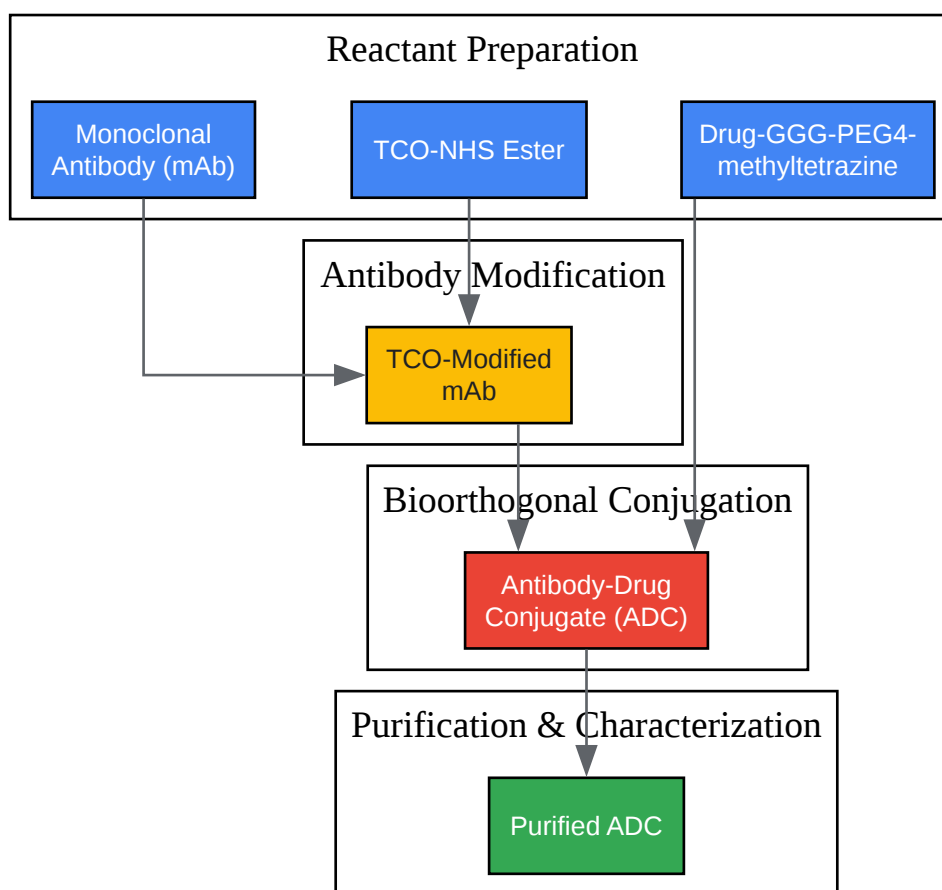 Reactant Preparation
Monoclonal
Antibody (mAb)
TCO-NHS Ester
Drug-GGG-PEG4-
methyltetrazine
Antibody Modification
TCO-Modified
mAb
Bioorthogonal Conjugation
Antibody-Drug
Conjugate (ADC)
Purification & Characterization
Purified ADC